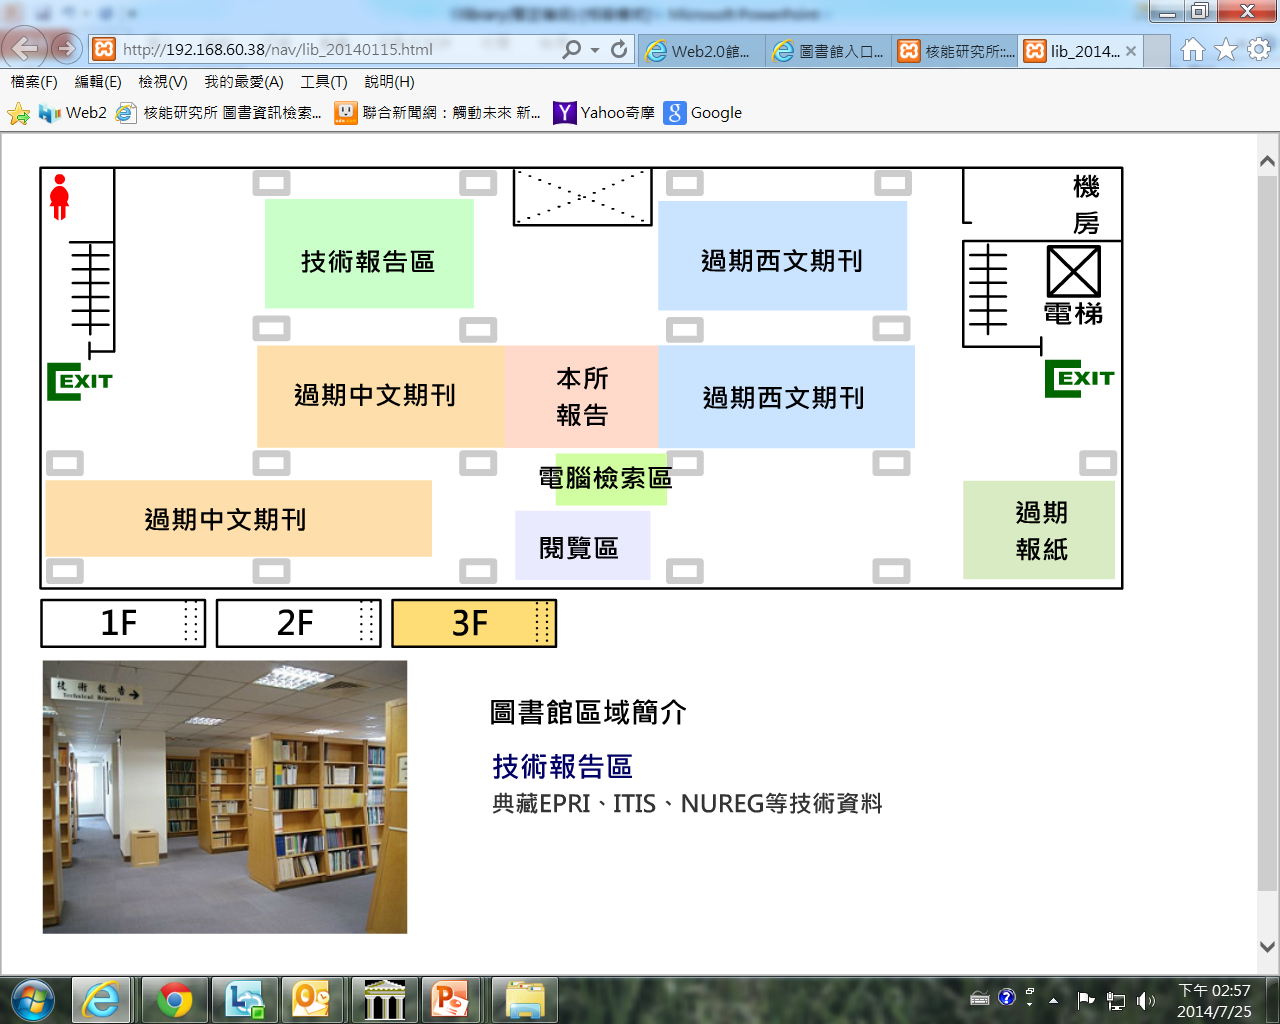 http://192.168.60.38/nav/lib_20140115.html
Web2.0館...
圖書館入口...
核能研究所::...
lib_2014...
檔案(F) 編輯(E) 檢視(V) 我的最愛(A) 工具(T) 說明(H)
Web2 核能研究所 圖書資訊檢索... 聯合新聞網：觸動未來 新... Yahoo奇摩 Google
機
房
技術報告區
過期西文期刊
電梯
EXIT
EXIT
過期中文期刊
本所
報告
過期西文期刊
電腦檢索區
過期中文期刊
閱覽區
過期
報紙
1F 2F 3F
技術報告
Technical Reports
圖書館區域簡介
技術報告區
典藏EPRI、ITIS、NUREG等技術資料
下午 02:57
2014/7/25